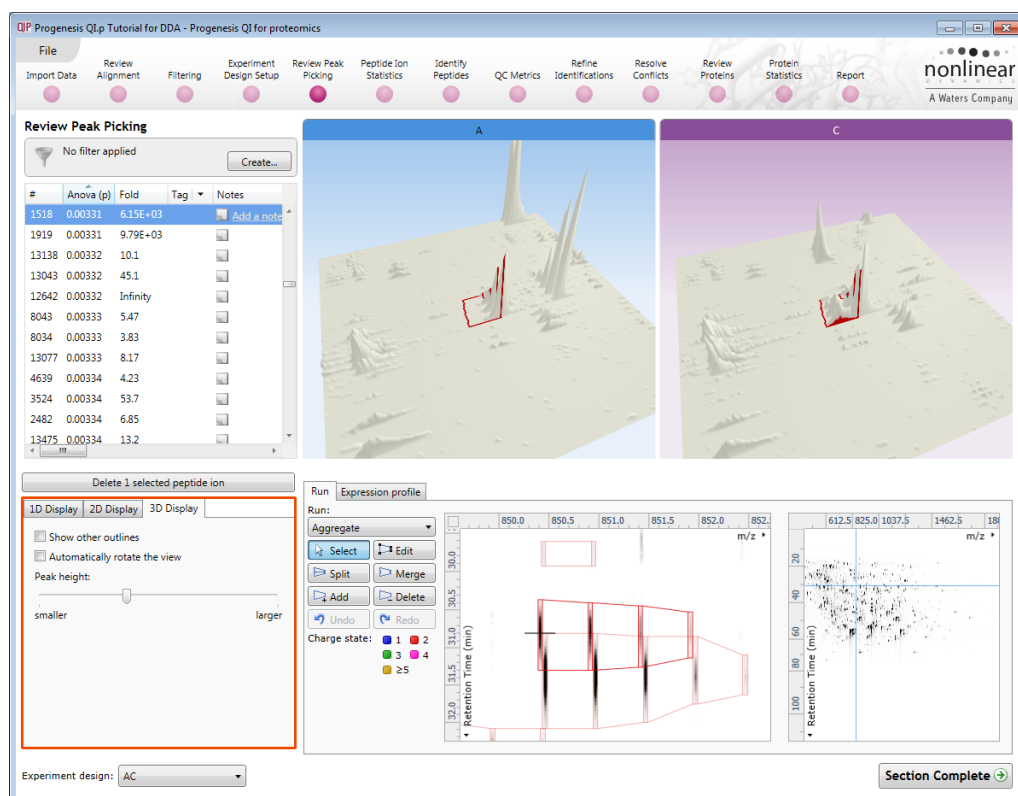 QI.P Progenesis QI.p Tutorial for DDA - Progenesis QI for proteomics
File
Import Data
Review Alignment
Filtering
Experiment Design Setup
Review Peak Picking
Peptide Ion Statistics
Identify Peptides
QC Metrics
Refine Identifications
Resolve Conflicts
Review Proteins
Protein Statistics
Report
nonlinear
DYNAMICS
A Waters Company
Review Peak Picking
No filter applied
Create...
# Anova (p) Fold Tag Notes
1518 0.00331 6.15E+03 Add a note
1919 0.00331 9.79E+03
13138 0.00332 10.1
13043 0.00332 45.1
12642 0.00332 Infinity
8043 0.00333 5.47
8034 0.00333 3.83
13077 0.00333 8.17
4639 0.00334 4.23
3524 0.00334 53.7
2482 0.00334 6.85
13475 0.00334 13.2
A
C
Delete 1 selected peptide ion
1D Display 2D Display 3D Display
Show other outlines
Automatically rotate the view
Peak height:
smaller larger
Run Expression profile
Run:
Aggregate
Select Edit
Split Merge
Add Delete
Undo Redo
Charge state: 1 2
3 4
≥5
850.0 850.5 851.0 851.5 852.0 852.
m/z
30.0
30.5
31.0
31.5
32.0
Retention Time (min)
612.5 825.0 1037.5 1462.5 18
m/z
20
40
60
80
100
Retention Time (min)
Experiment design: AC
Section Complete